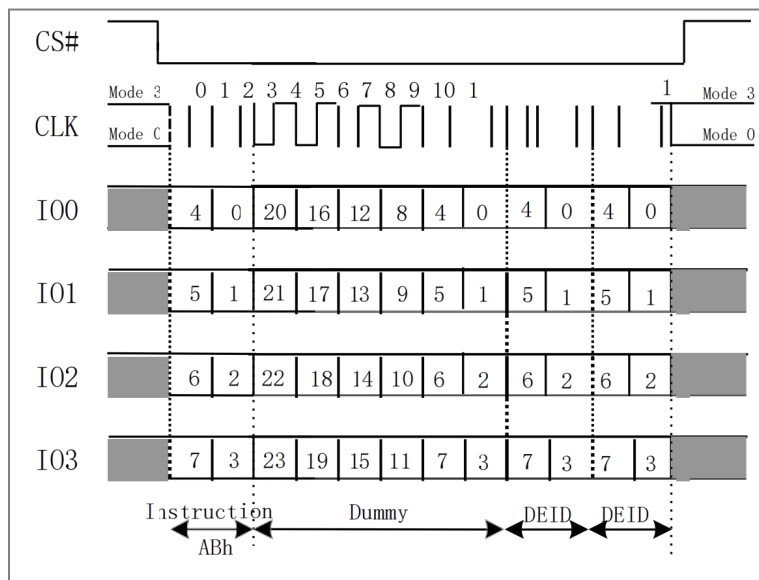 CS#
Mode 3 0 1 2 3 4 5 6 7 8 9 10 1 1 Mode 3
CLK
Mode 0 Mode 0
IO0 4 0 20 16 12 8 4 0 4 0 4 0
IO1 5 1 21 17 13 9 5 1 5 1 5 1
IO2 6 2 22 18 14 10 6 2 6 2 6 2
IO3 7 3 23 19 15 11 7 3 7 3 7 3
Instruction Dummy DEID DEID
ABh